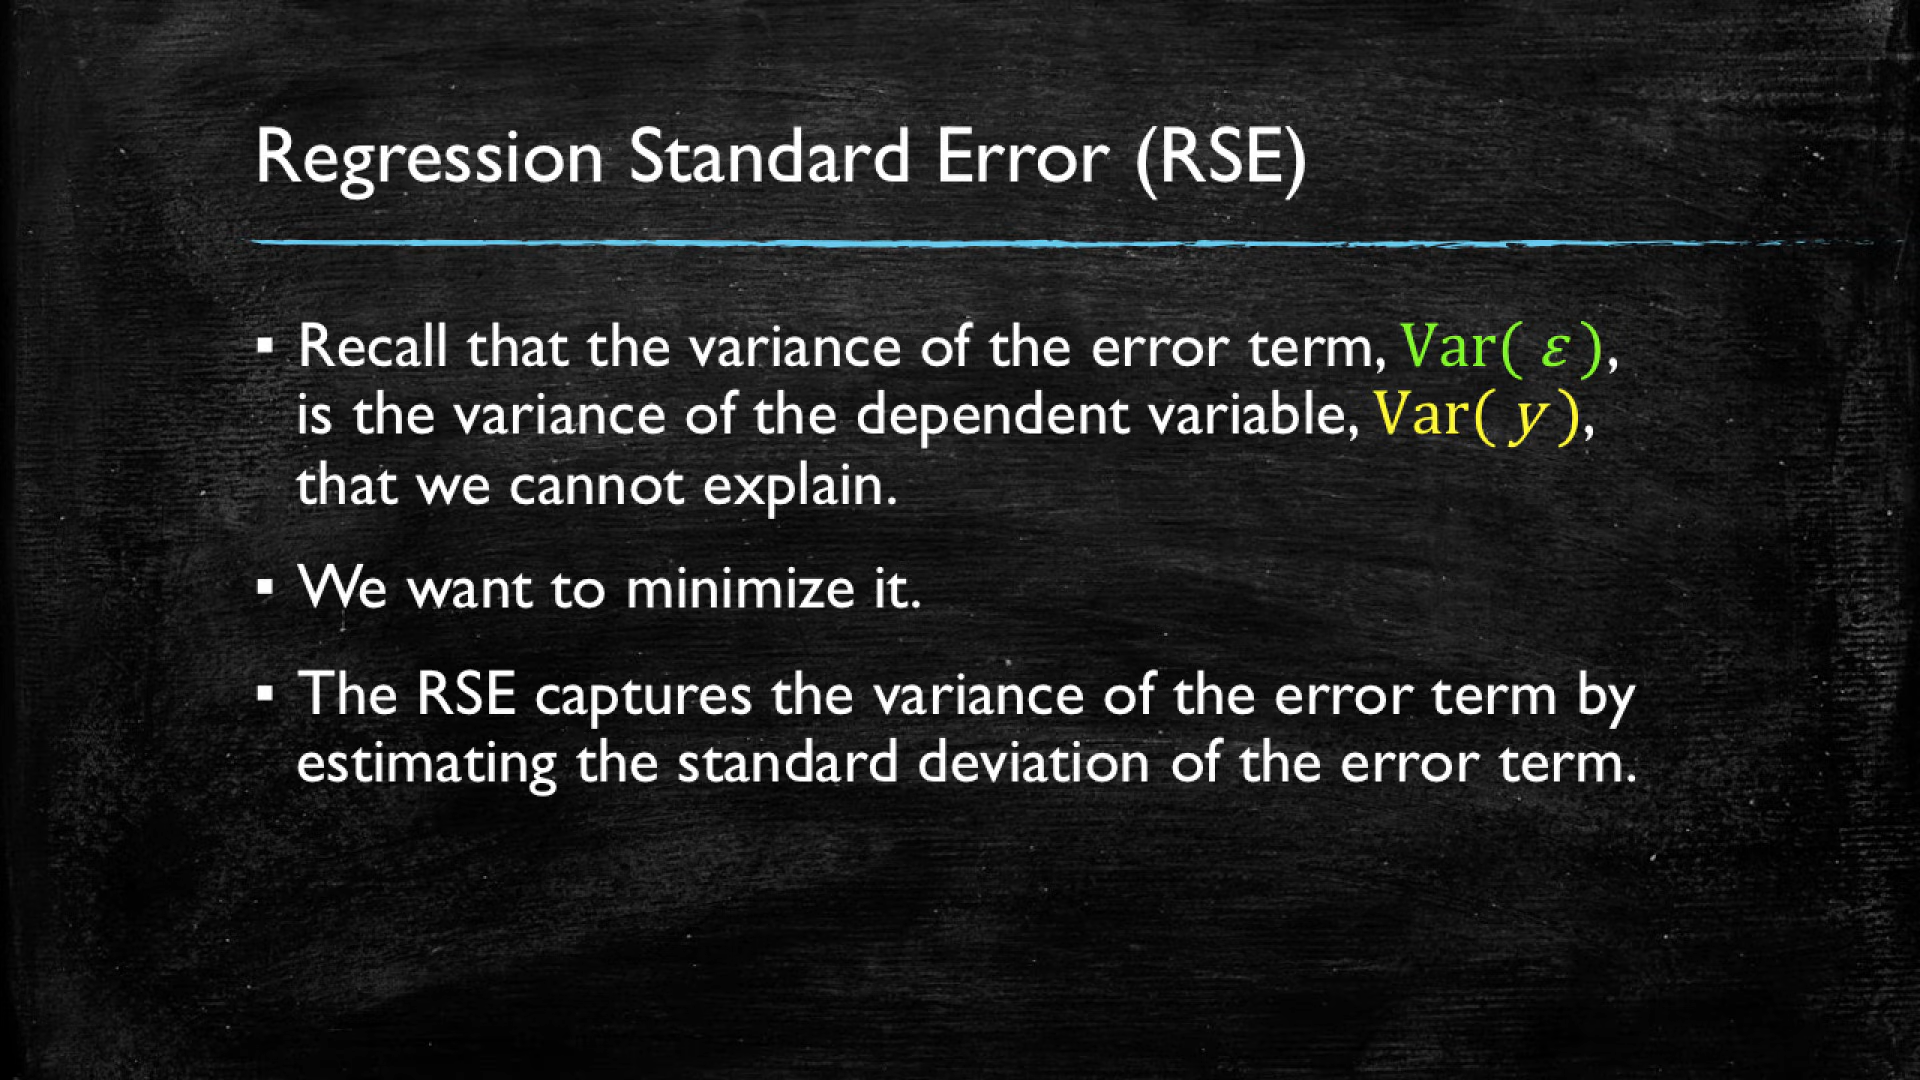 Regression Standard Error (RSE)
▪ Recall that the variance of the error term, Var( ε ),
is the variance of the dependent variable, Var( y ),
that we cannot explain.
▪ We want to minimize it.
▪ The RSE captures the variance of the error term by
estimating the standard deviation of the error term.